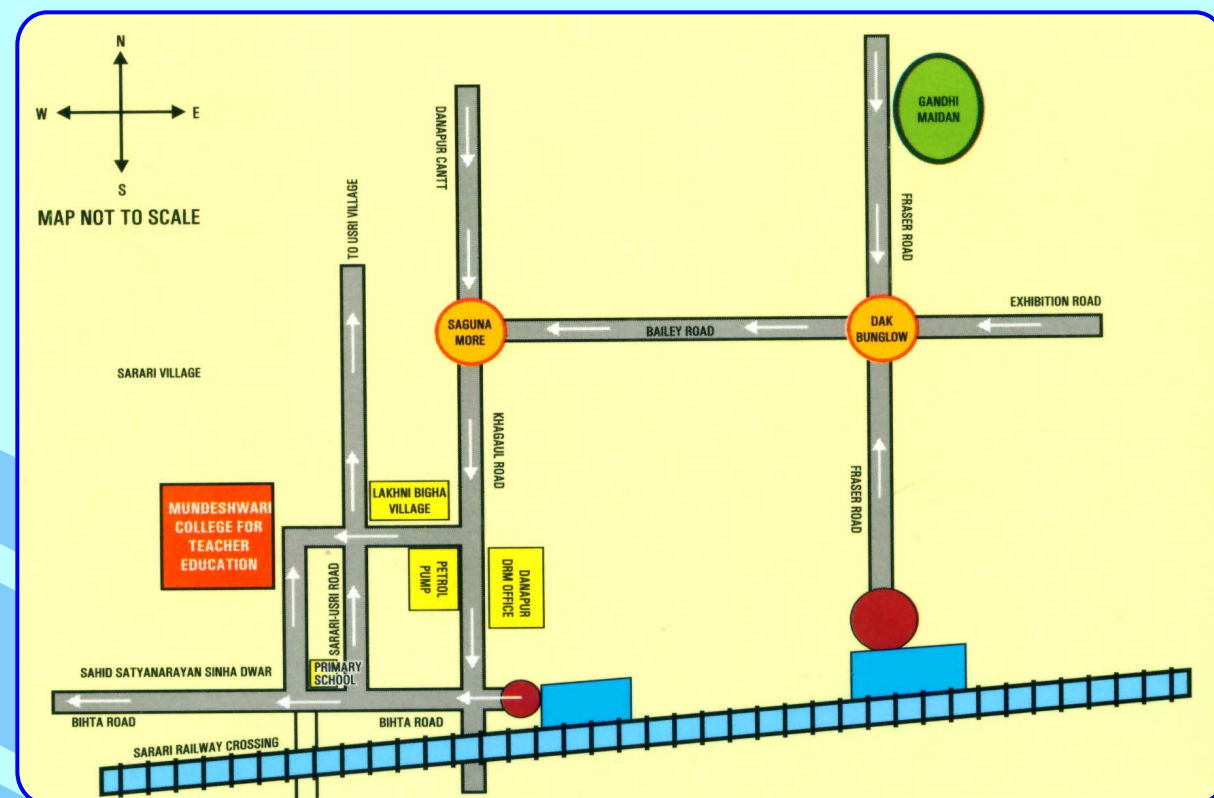 N
W
E
S
MAP NOT TO SCALE
GANDHI
MAIDAN
DANAPUR CANTT
FRASER ROAD
TO USRI VILLAGE
EXHIBITION ROAD
SAGUNA
MORE
BAILEY ROAD
DAK
BUNGLOW
SARARI VILLAGE
KHAGAUL ROAD
FRASER ROAD
LAKHNI BIGHA
VILLAGE
MUNDESHWARI
COLLEGE FOR
TEACHER
EDUCATION
PETROL
PUMP
DANAPUR
DRM OFFICE
SARARI-USRI ROAD
PRIMARY
SCHOOL
SAHID SATYANARAYAN SINHA DWAR
BIHTA ROAD
BIHTA ROAD
SARARI RAILWAY CROSSING